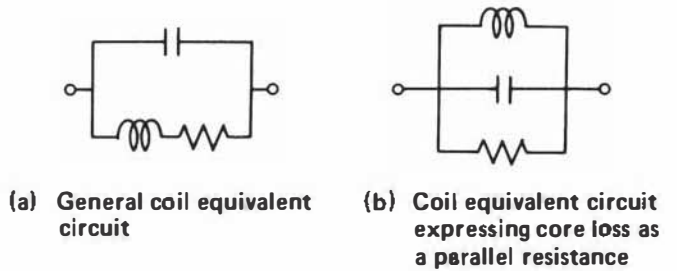 (a) General coil equivalent
circuit
(b) Coil equivalent circuit
expressing core loss as
a parallel resistance